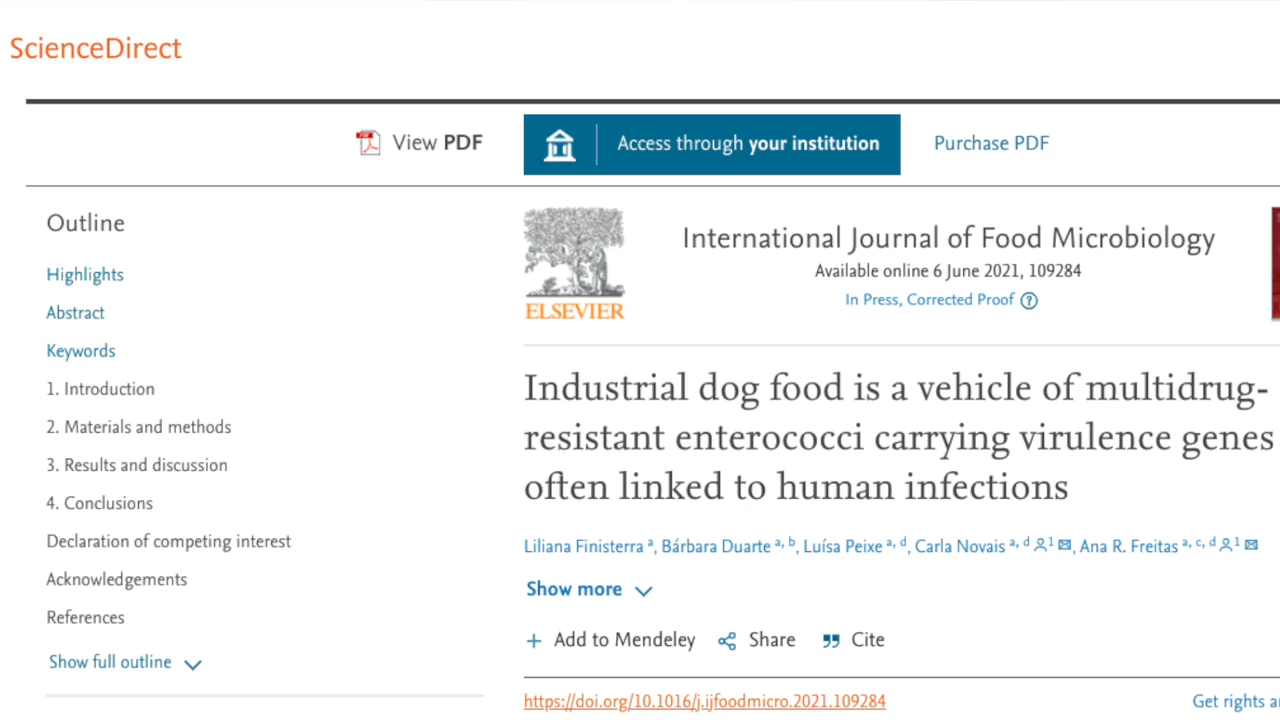 ScienceDirect
View PDF
Access through your institution
Purchase PDF
Outline
Highlights
Abstract
Keywords
1. Introduction
2. Materials and methods
3. Results and discussion
4. Conclusions
Declaration of competing interest
Acknowledgements
References
Show full outline
ELSEVIER
International Journal of Food Microbiology
Available online 6 June 2021, 109284
In Press, Corrected Proof ?
Industrial dog food is a vehicle of multidrug-
resistant enterococci carrying virulence genes
often linked to human infections
Liliana Finisterra a, Bárbara Duarte a, b, Luísa Peixe a, d, Carla Novais a, d 1, Ana R. Freitas a, c, d 1
Show more
Add to Mendeley Share Cite
https://doi.org/10.1016/j.ijfoodmicro.2021.109284
Get rights